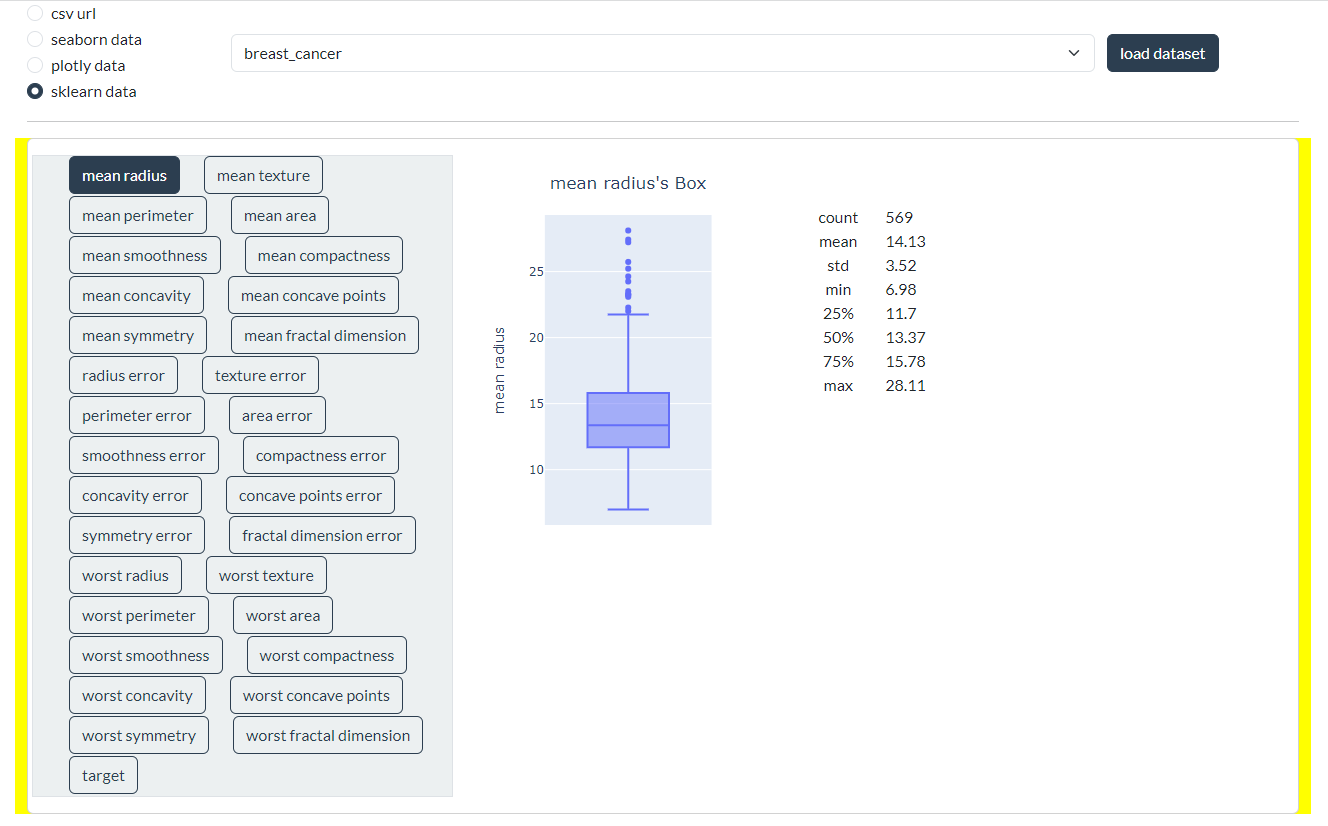 csv url
seaborn data
plotly data
sklearn data
breast_cancer
load dataset
mean radius mean texture
mean perimeter mean area
mean smoothness mean compactness
mean concavity mean concave points
mean symmetry mean fractal dimension
radius error texture error
perimeter error area error
smoothness error compactness error
concavity error concave points error
symmetry error fractal dimension error
worst radius worst texture
worst perimeter worst area
worst smoothness worst compactness
worst concavity worst concave points
worst symmetry worst fractal dimension
target
mean radius's Box
mean radius
25
20
15
10
count 569
mean 14.13
std 3.52
min 6.98
25% 11.7
50% 13.37
75% 15.78
max 28.11